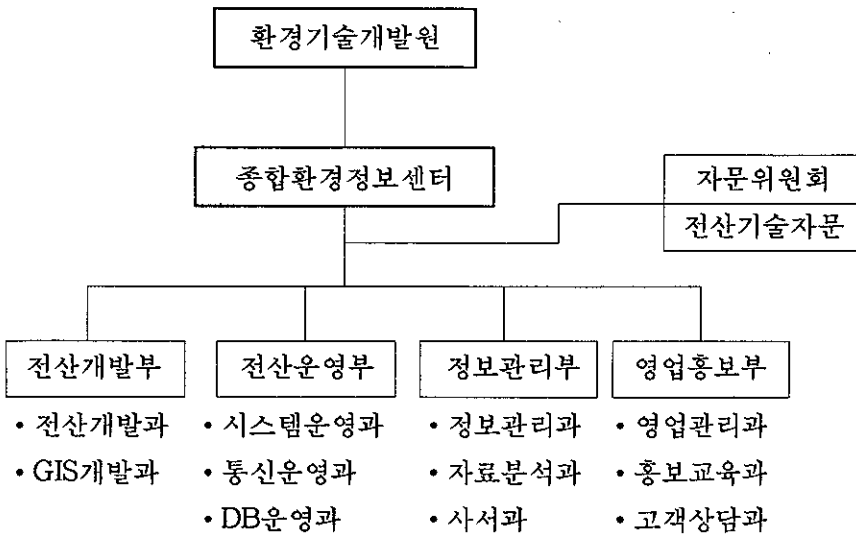 환경기술개발원
종합환경정보센터
자문위원회
전산기술자문
전산개발부
전산운영부
정보관리부
영업홍보부
• 전산개발과
• GIS개발과
• 시스템운영과
• 통신운영과
• DB운영과
• 정보관리과
• 자료분석과
• 사서과
• 영업관리과
• 홍보교육과
• 고객상담과